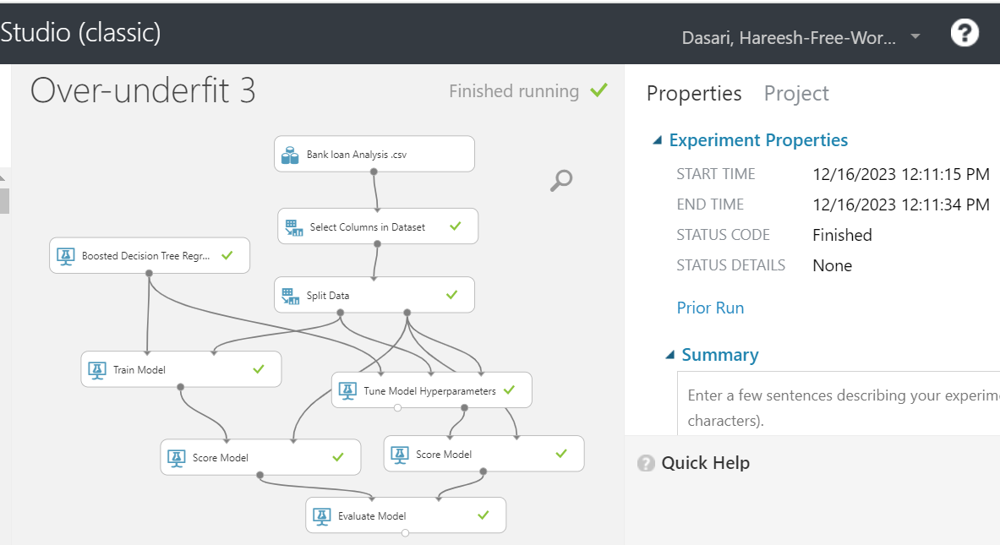 Studio (classic)
Dasari, Hareesh-Free-Wor...
?
Over-underfit 3
Finished running
Properties
Project
Experiment Properties
START TIME 12/16/2023 12:11:15 PM
END TIME 12/16/2023 12:11:34 PM
STATUS CODE Finished
STATUS DETAILS None
Prior Run
Summary
Enter a few sentences describing your experime
characters).
? Quick Help
Bank loan Analysis .csv
Select Columns in Dataset
Boosted Decision Tree Regr...
Split Data
Train Model
Tune Model Hyperparameters
Score Model
Score Model
Evaluate Model